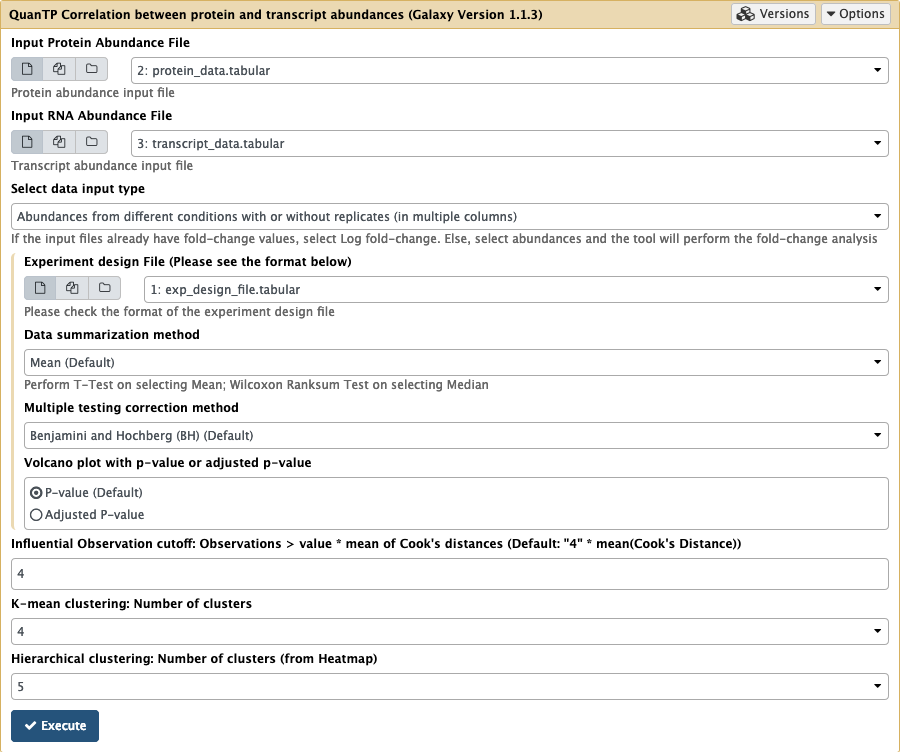 QuanTP Correlation between protein and transcript abundances (Galaxy Version 1.1.3) Versions Options
Input Protein Abundance File
2: protein_data.tabular
Protein abundance input file
Input RNA Abundance File
3: transcript_data.tabular
Transcript abundance input file
Select data input type
Abundances from different conditions with or without replicates (in multiple columns)
If the input files already have fold-change values, select Log fold-change. Else, select abundances and the tool will perform the fold-change analysis
Experiment design File (Please see the format below)
1: exp_design_file.tabular
Please check the format of the experiment design file
Data summarization method
Mean (Default)
Perform T-Test on selecting Mean; Wilcoxon Ranksum Test on selecting Median
Multiple testing correction method
Benjamini and Hochberg (BH) (Default)
Volcano plot with p-value or adjusted p-value
P-value (Default)
Adjusted P-value
Influential Observation cutoff: Observations > value * mean of Cook's distances (Default: "4" * mean(Cook's Distance))
4
K-mean clustering: Number of clusters
4
Hierarchical clustering: Number of clusters (from Heatmap)
5
Execute